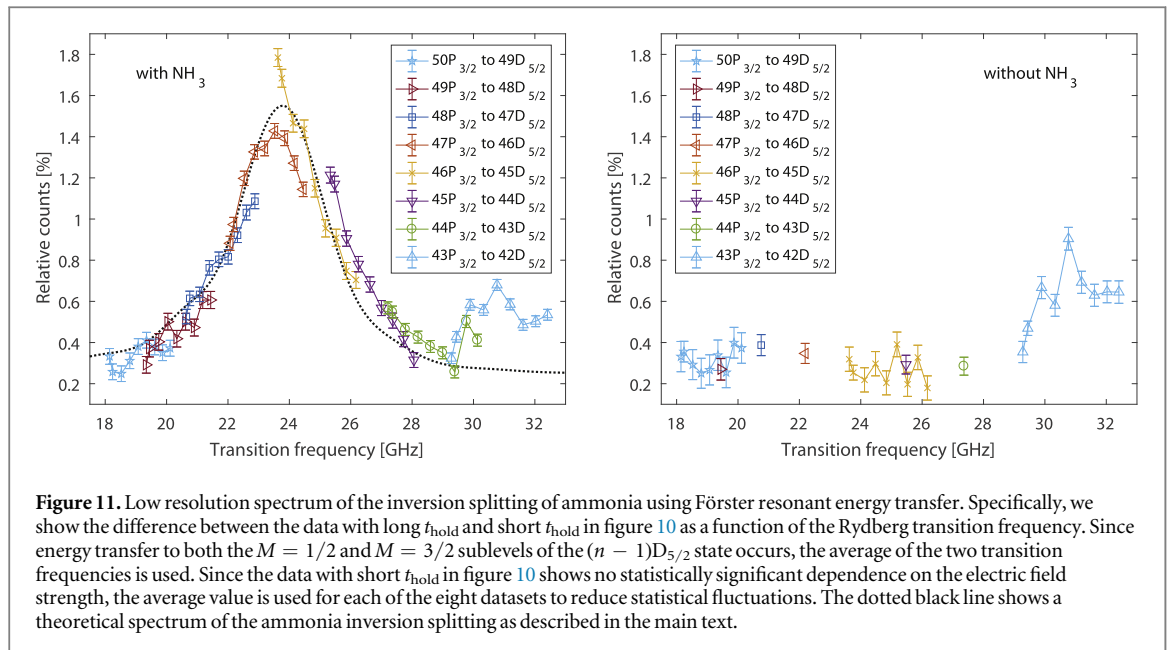 1.8
1.6
1.4
1.2
1
0.8
0.6
0.4
0.2
Relative counts [%]
with NH3
50P3/2 to 49D5/2
49P3/2 to 48D5/2
48P3/2 to 47D5/2
47P3/2 to 46D5/2
46P3/2 to 45D5/2
45P3/2 to 44D5/2
44P3/2 to 43D5/2
43P3/2 to 42D5/2
18 20 22 24 26 28 30 32
Transition frequency [GHz]
1.8
1.6
1.4
1.2
1
0.8
0.6
0.4
0.2
Relative counts [%]
50P3/2 to 49D5/2
49P3/2 to 48D5/2
48P3/2 to 47D5/2
47P3/2 to 46D5/2
46P3/2 to 45D5/2
45P3/2 to 44D5/2
44P3/2 to 43D5/2
43P3/2 to 42D5/2
without NH3
18 20 22 24 26 28 30 32
Transition frequency [GHz]
Figure 11. Low resolution spectrum of the inversion splitting of ammonia using Förster resonant energy transfer. Specifically, we
show the difference between the data with long thold and short thold in figure 10 as a function of the Rydberg transition frequency. Since
energy transfer to both the M = 1/2 and M = 3/2 sublevels of the (n − 1)D5/2 state occurs, the average of the two transition
frequencies is used. Since the data with short thold in figure 10 shows no statistically significant dependence on the electric field
strength, the average value is used for each of the eight datasets to reduce statistical fluctuations. The dotted black line shows a
theoretical spectrum of the ammonia inversion splitting as described in the main text.